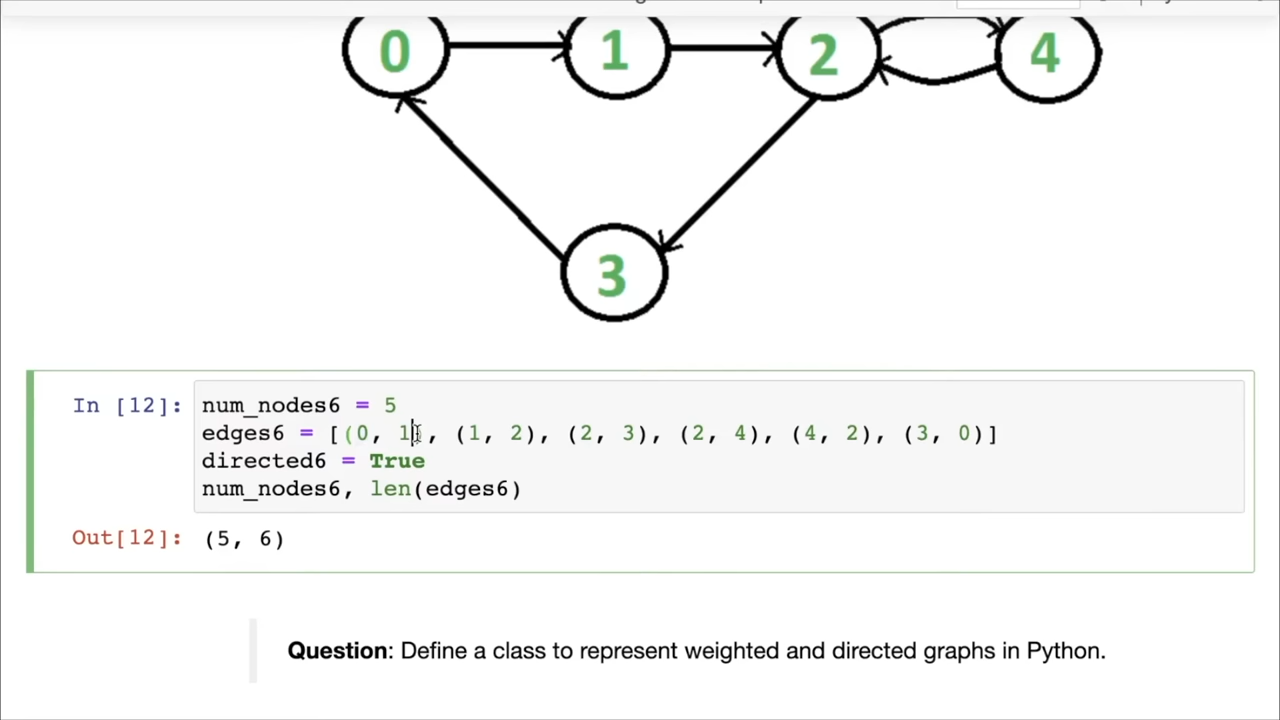 0 1 2 4
3
In [12]: num_nodes6 = 5
edges6 = [(0, 1), (1, 2), (2, 3), (2, 4), (4, 2), (3, 0)]
directed6 = True
num_nodes6, len(edges6)
Out[12]: (5, 6)
Question: Define a class to represent weighted and directed graphs in Python.